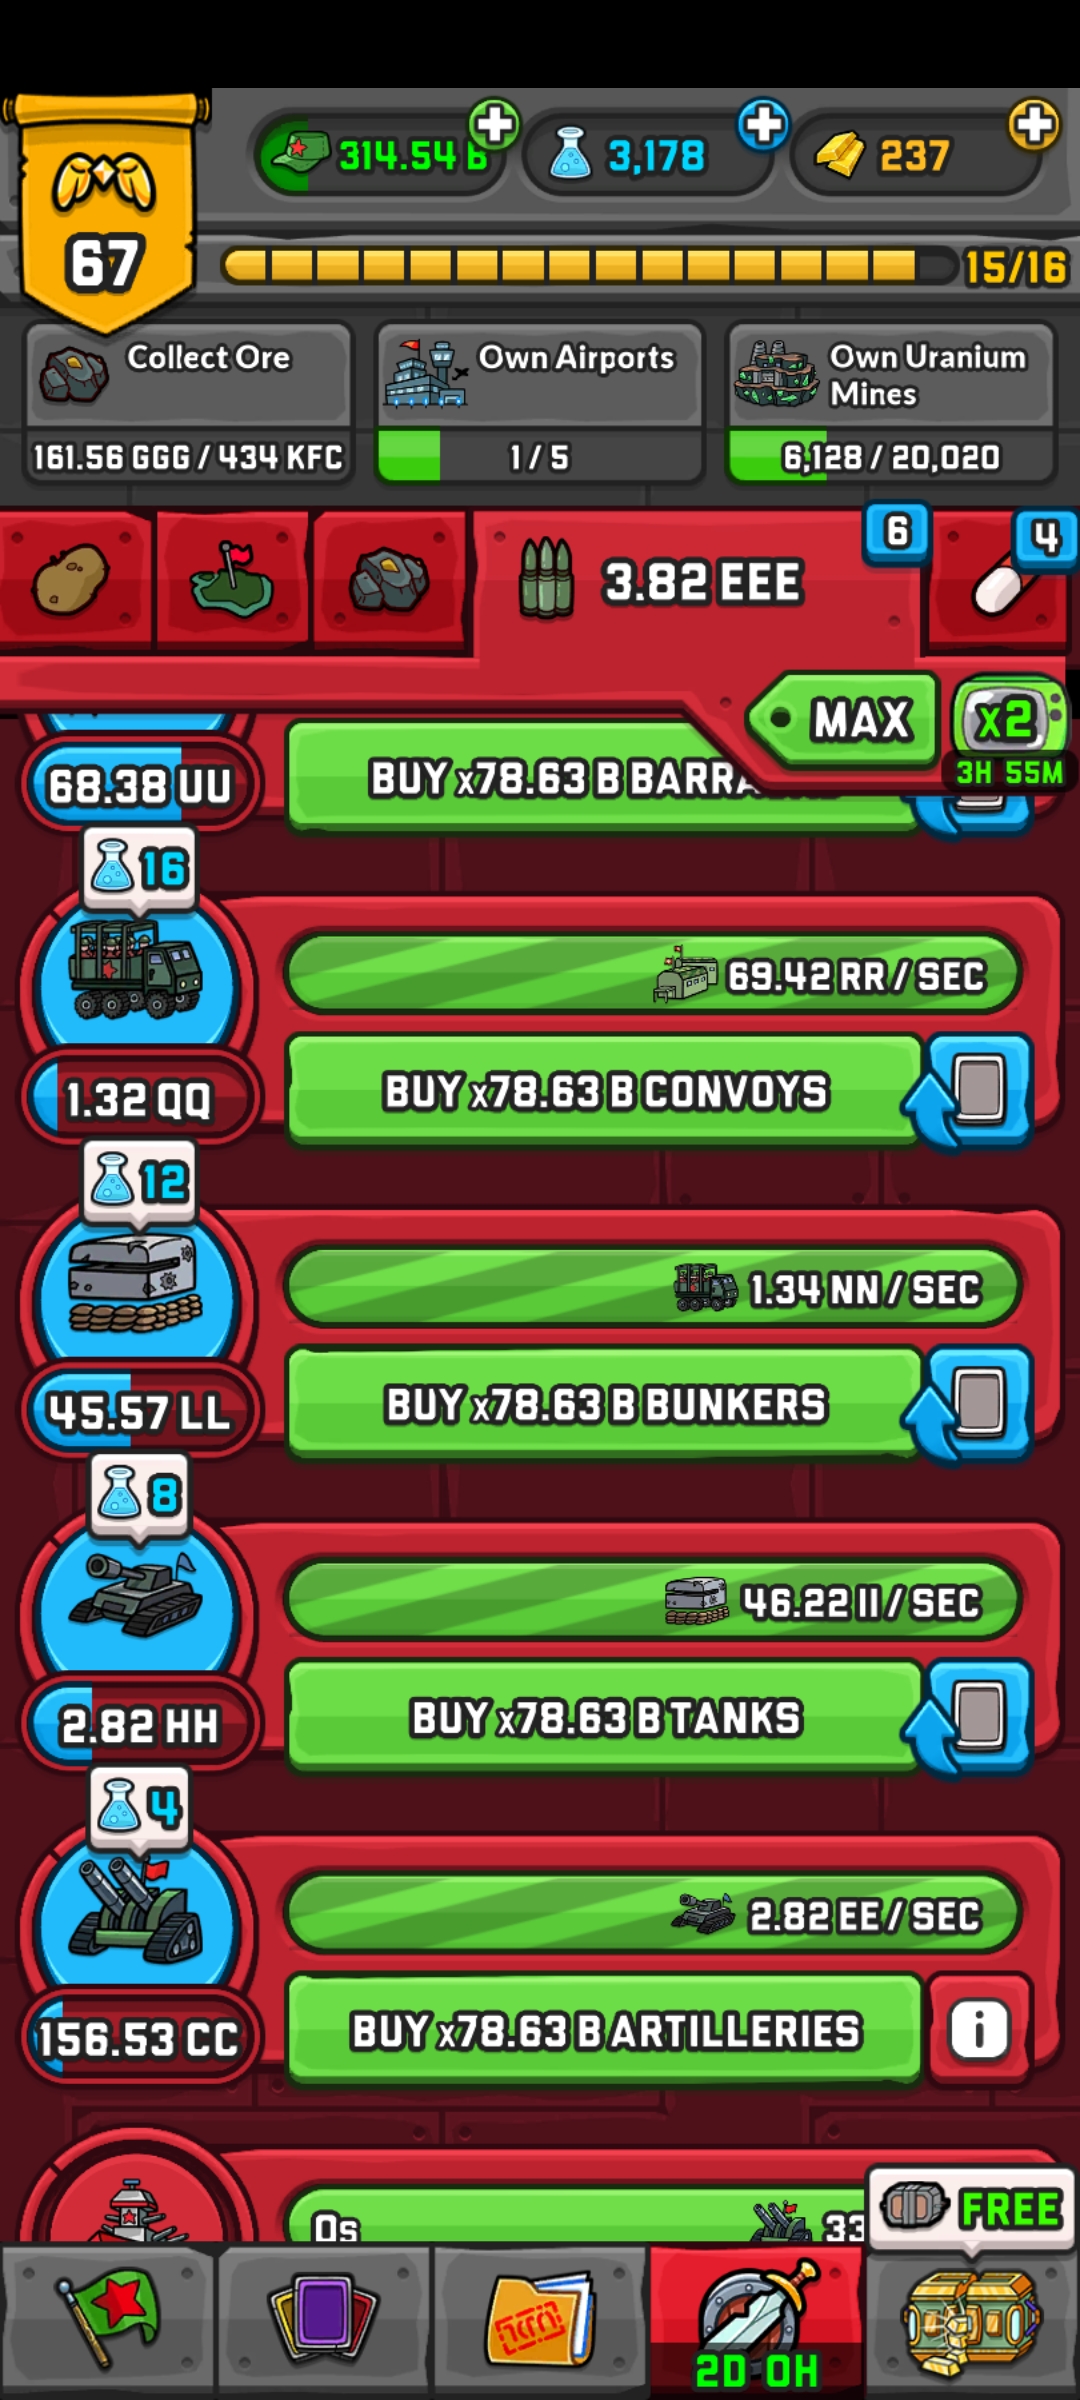 314.54 B
3,178
237
67
15/16
Collect Ore
Own Airports
Own Uranium
Mines
161.56 GGG / 434 KFC
1 / 5
6,128 / 20,020
3.82 EEE
6
4
MAX
x2
3H 55M
68.38 UU
BUY x78.63 B
16
69.42 RR / SEC
1.32 QQ
BUY x78.63 B CONVOYS
12
1.34 NN / SEC
45.57 LL
BUY x78.63 B BUNKERS
8
46.22 II / SEC
2.82 HH
BUY x78.63 B TANKS
4
2.82 EE / SEC
156.53 CC
BUY x78.63 B ARTILLERIES
i
0s
33
FREE
2D 0H